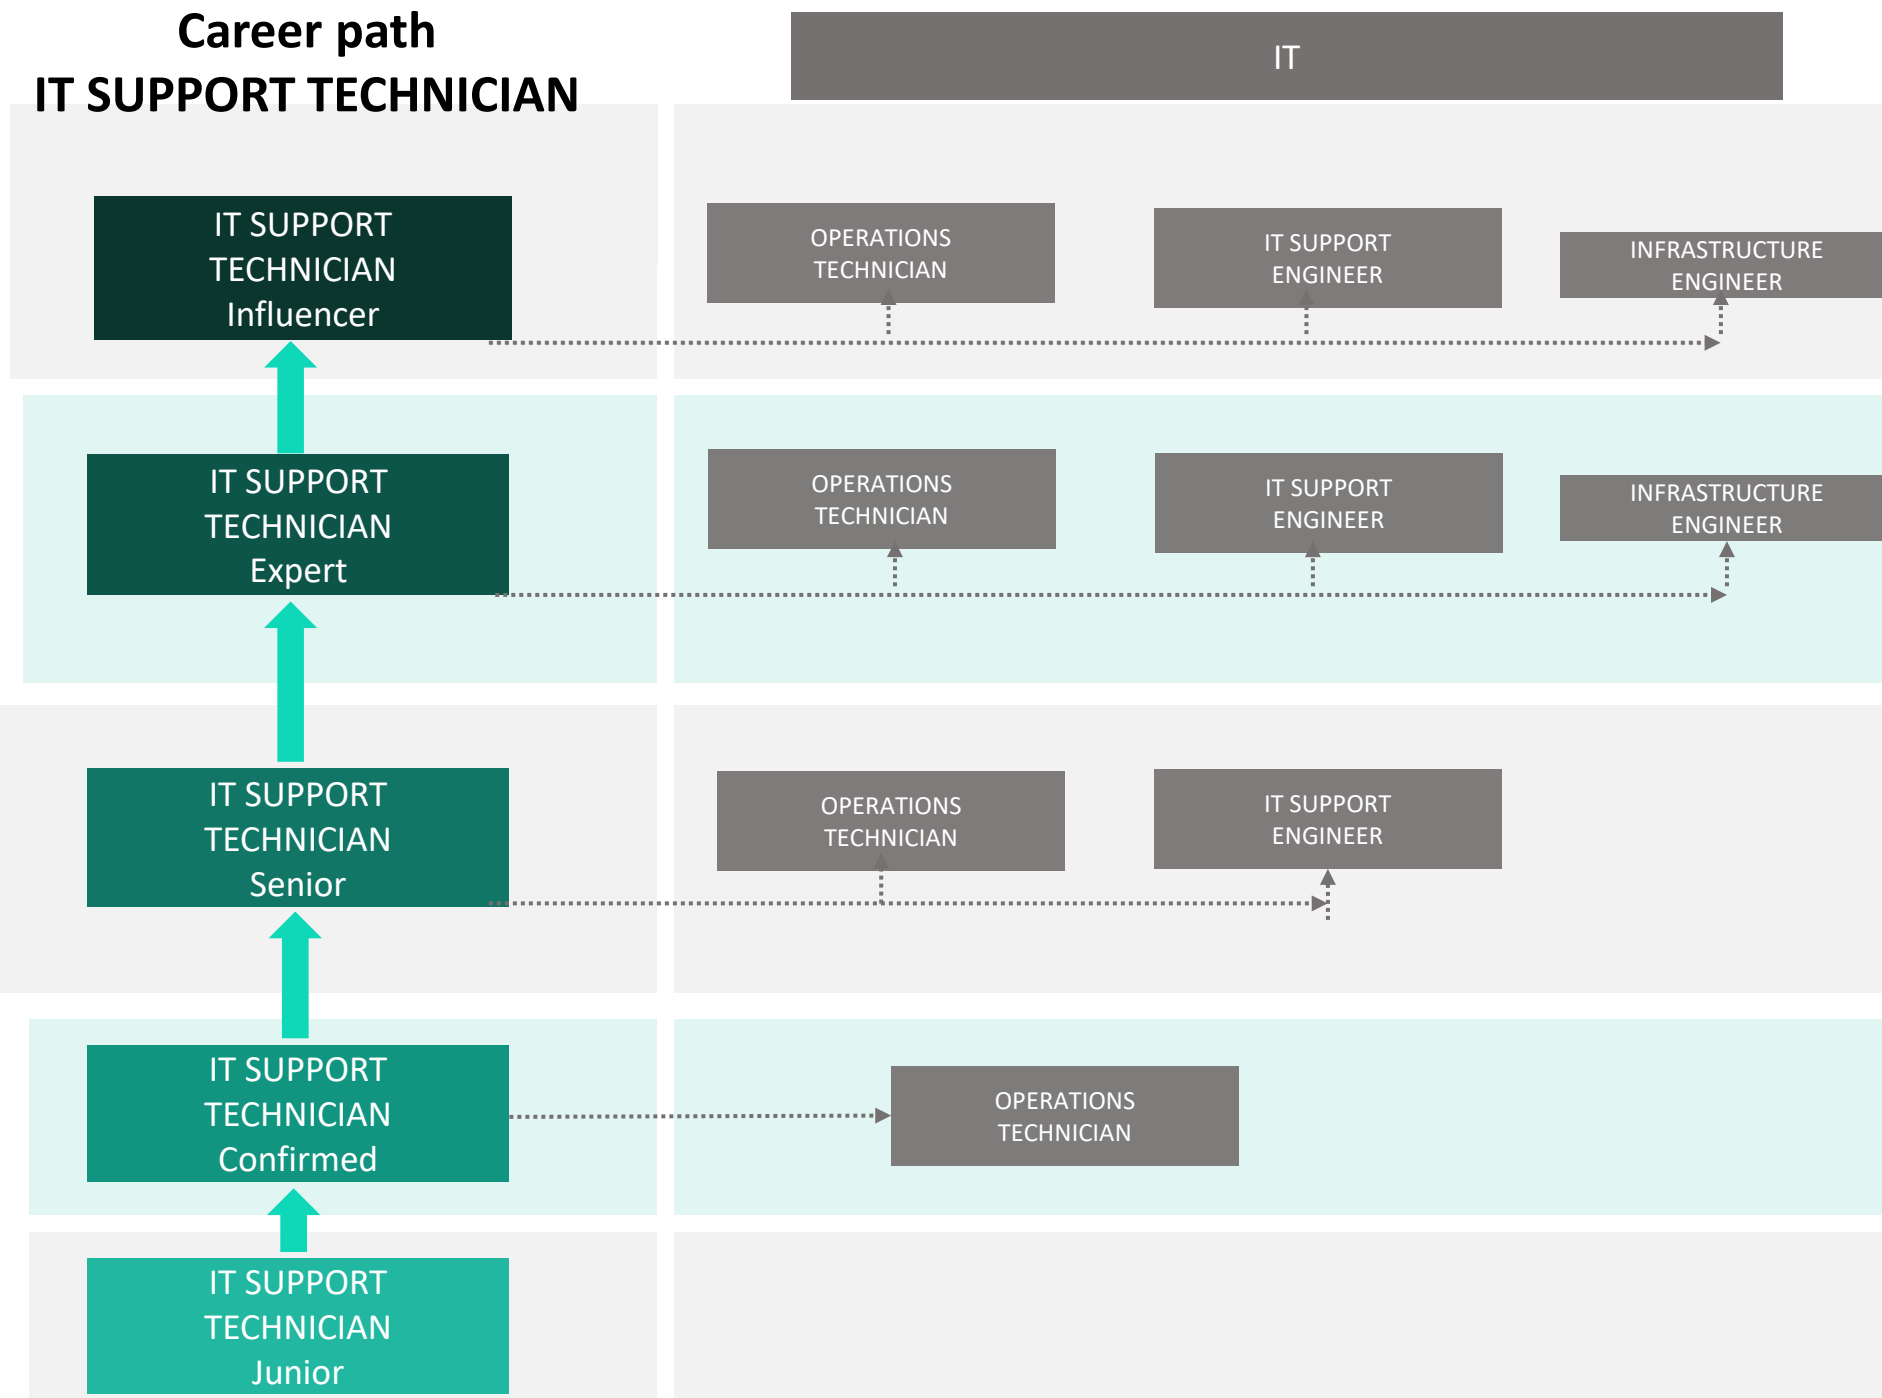 Career path
IT SUPPORT TECHNICIAN
IT
IT SUPPORT
TECHNICIAN
Influencer
OPERATIONS
TECHNICIAN
IT SUPPORT
ENGINEER
INFRASTRUCTURE
ENGINEER
IT SUPPORT
TECHNICIAN
Expert
OPERATIONS
TECHNICIAN
IT SUPPORT
ENGINEER
INFRASTRUCTURE
ENGINEER
IT SUPPORT
TECHNICIAN
Senior
OPERATIONS
TECHNICIAN
IT SUPPORT
ENGINEER
IT SUPPORT
TECHNICIAN
Confirmed
OPERATIONS
TECHNICIAN
IT SUPPORT
TECHNICIAN
Junior